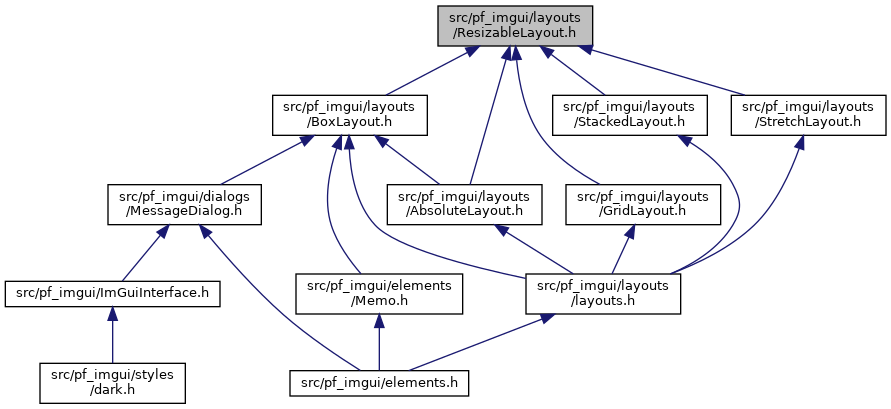 src/pf_imgui/layouts
/ResizableLayout.h
src/pf_imgui/layouts
/BoxLayout.h
src/pf_imgui/layouts
/StackedLayout.h
src/pf_imgui/layouts
/StretchLayout.h
src/pf_imgui/dialogs
/MessageDialog.h
src/pf_imgui/layouts
/AbsoluteLayout.h
src/pf_imgui/layouts
/GridLayout.h
src/pf_imgui/ImGuiInterface.h
src/pf_imgui/elements
/Memo.h
src/pf_imgui/layouts
/layouts.h
src/pf_imgui/styles
/dark.h
src/pf_imgui/elements.h